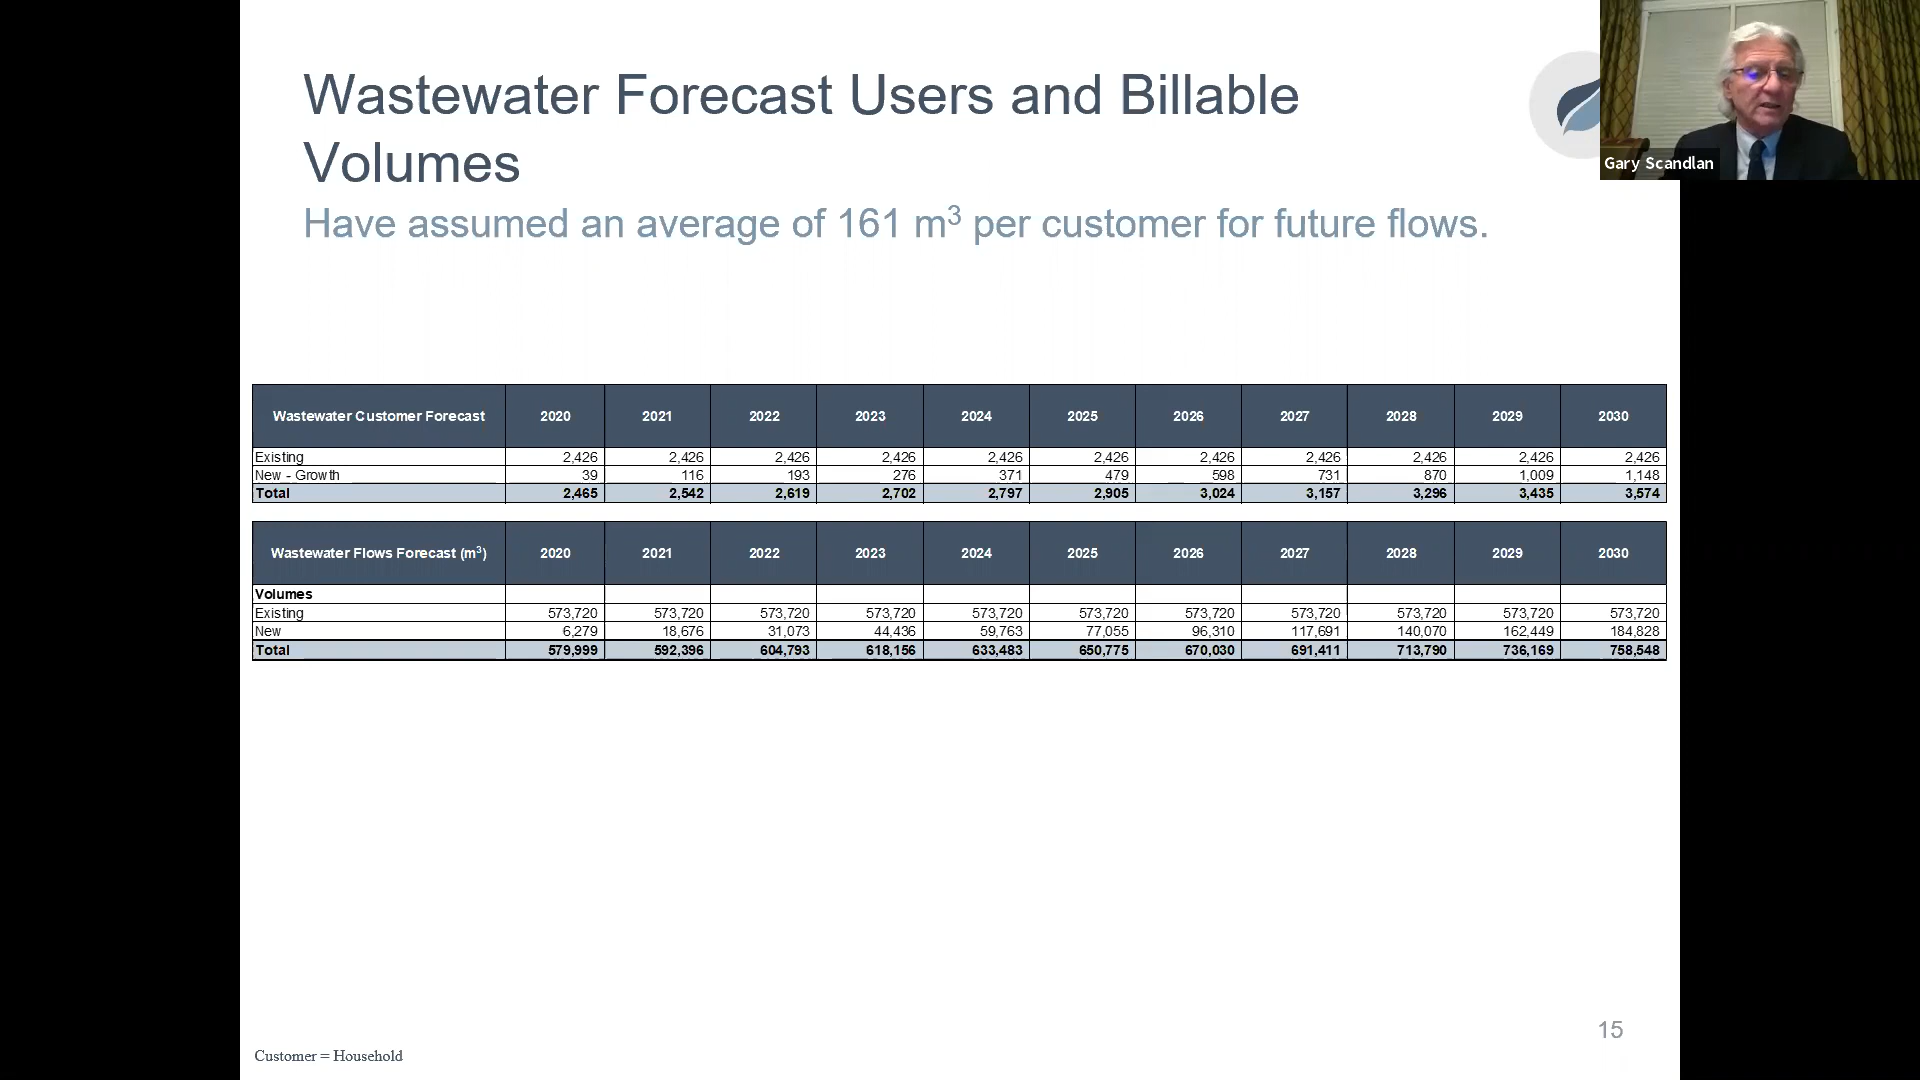 Wastewater Forecast Users and Billable
Volumes
Have assumed an average of 161 m³ per customer for future flows.
Gary Scandlan
Wastewater Customer Forecast 2020 2021 2022 2023 2024 2025 2026 2027 2028 2029 2030
Existing 2,426 2,426 2,426 2,426 2,426 2,426 2,426 2,426 2,426 2,426 2,426
New - Growth 39 116 193 276 371 479 598 731 870 1,009 1,148
Total 2,465 2,542 2,619 2,702 2,797 2,905 3,024 3,157 3,296 3,435 3,574
Wastewater Flows Forecast (m³) 2020 2021 2022 2023 2024 2025 2026 2027 2028 2029 2030
Volumes
Existing 573,720 573,720 573,720 573,720 573,720 573,720 573,720 573,720 573,720 573,720 573,720
New 6,279 18,676 31,073 44,436 59,763 77,055 96,310 117,691 140,070 162,449 184,828
Total 579,999 592,396 604,793 618,156 633,483 650,775 670,030 691,411 713,790 736,169 758,548
15
Customer = Household